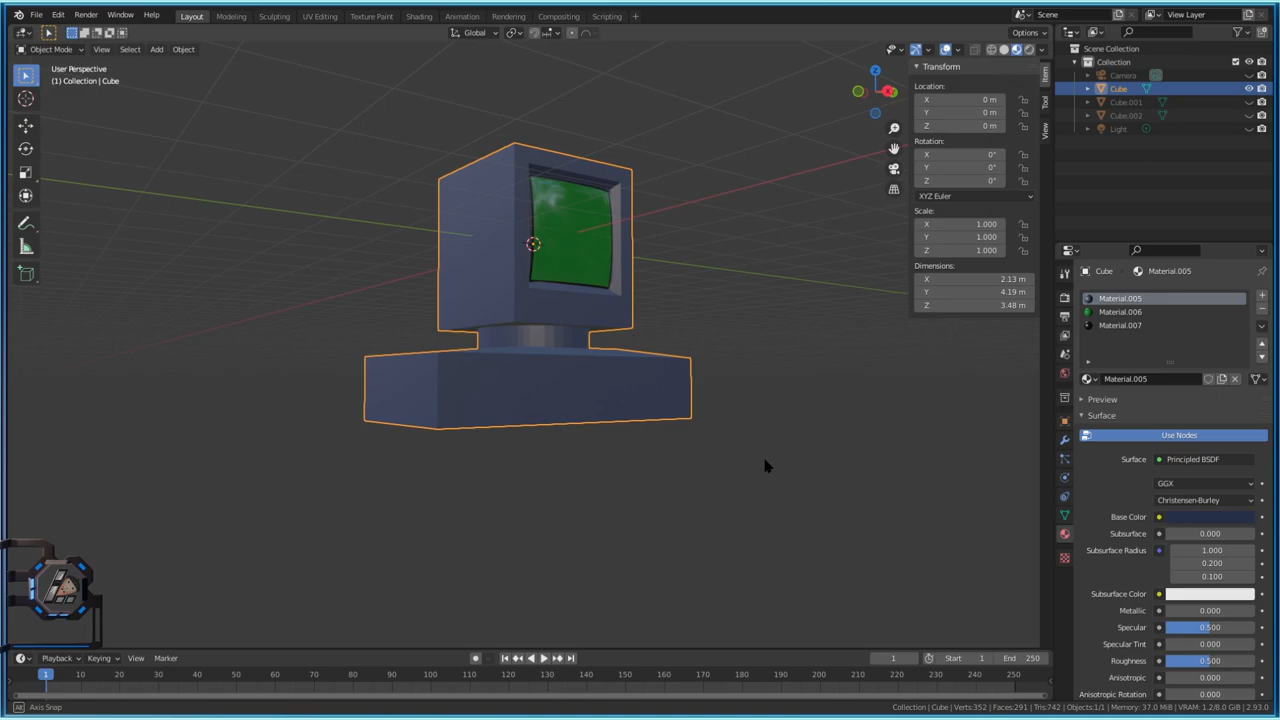 File Edit Render Window Help Layout Modeling Sculpting UV Editing Texture Paint Shading Animation Rendering Compositing Scripting + Scene View Layer
Global Options
Object Mode View Select Add Object
User Perspective
(1) Collection | Cube
Z
X
Transform
Location:
X 0 m
Y 0 m
Z 0 m
Rotation:
X 0°
Y 0°
Z 0°
XYZ Euler
Scale:
X 1.000
Y 1.000
Z 1.000
Dimensions:
X 2.13 m
Y 4.19 m
Z 3.48 m
Item
Tool
View
Scene Collection
Collection
Camera
Cube
Cube.001
Cube.002
Light
Cube Material.005
Material.005
Material.006
Material.007
Material.005
Preview
Surface
Use Nodes
Surface Principled BSDF
GGX
Christensen-Burley
Base Color
Subsurface 0.000
Subsurface Radius 1.000
0.200
0.100
Subsurface Color
Metallic 0.000
Specular 0.500
Specular Tint 0.000
Roughness 0.500
Anisotropic 0.000
Anisotropic Rotation 0.000
Playback Keying View Marker 1 Start 1 End 250
1 10 20 30 40 50 60 70 80 90 100 110 120 130 140 150 160 170 180 190 200 210 220 230 240 250
Alt Axis Snap Collection | Cube | Verts:352 | Faces:291 | Tris:742 | Objects:1/1 | Memory: 37.0 MiB | VRAM: 1.2/8.0 GiB | 2.93.0